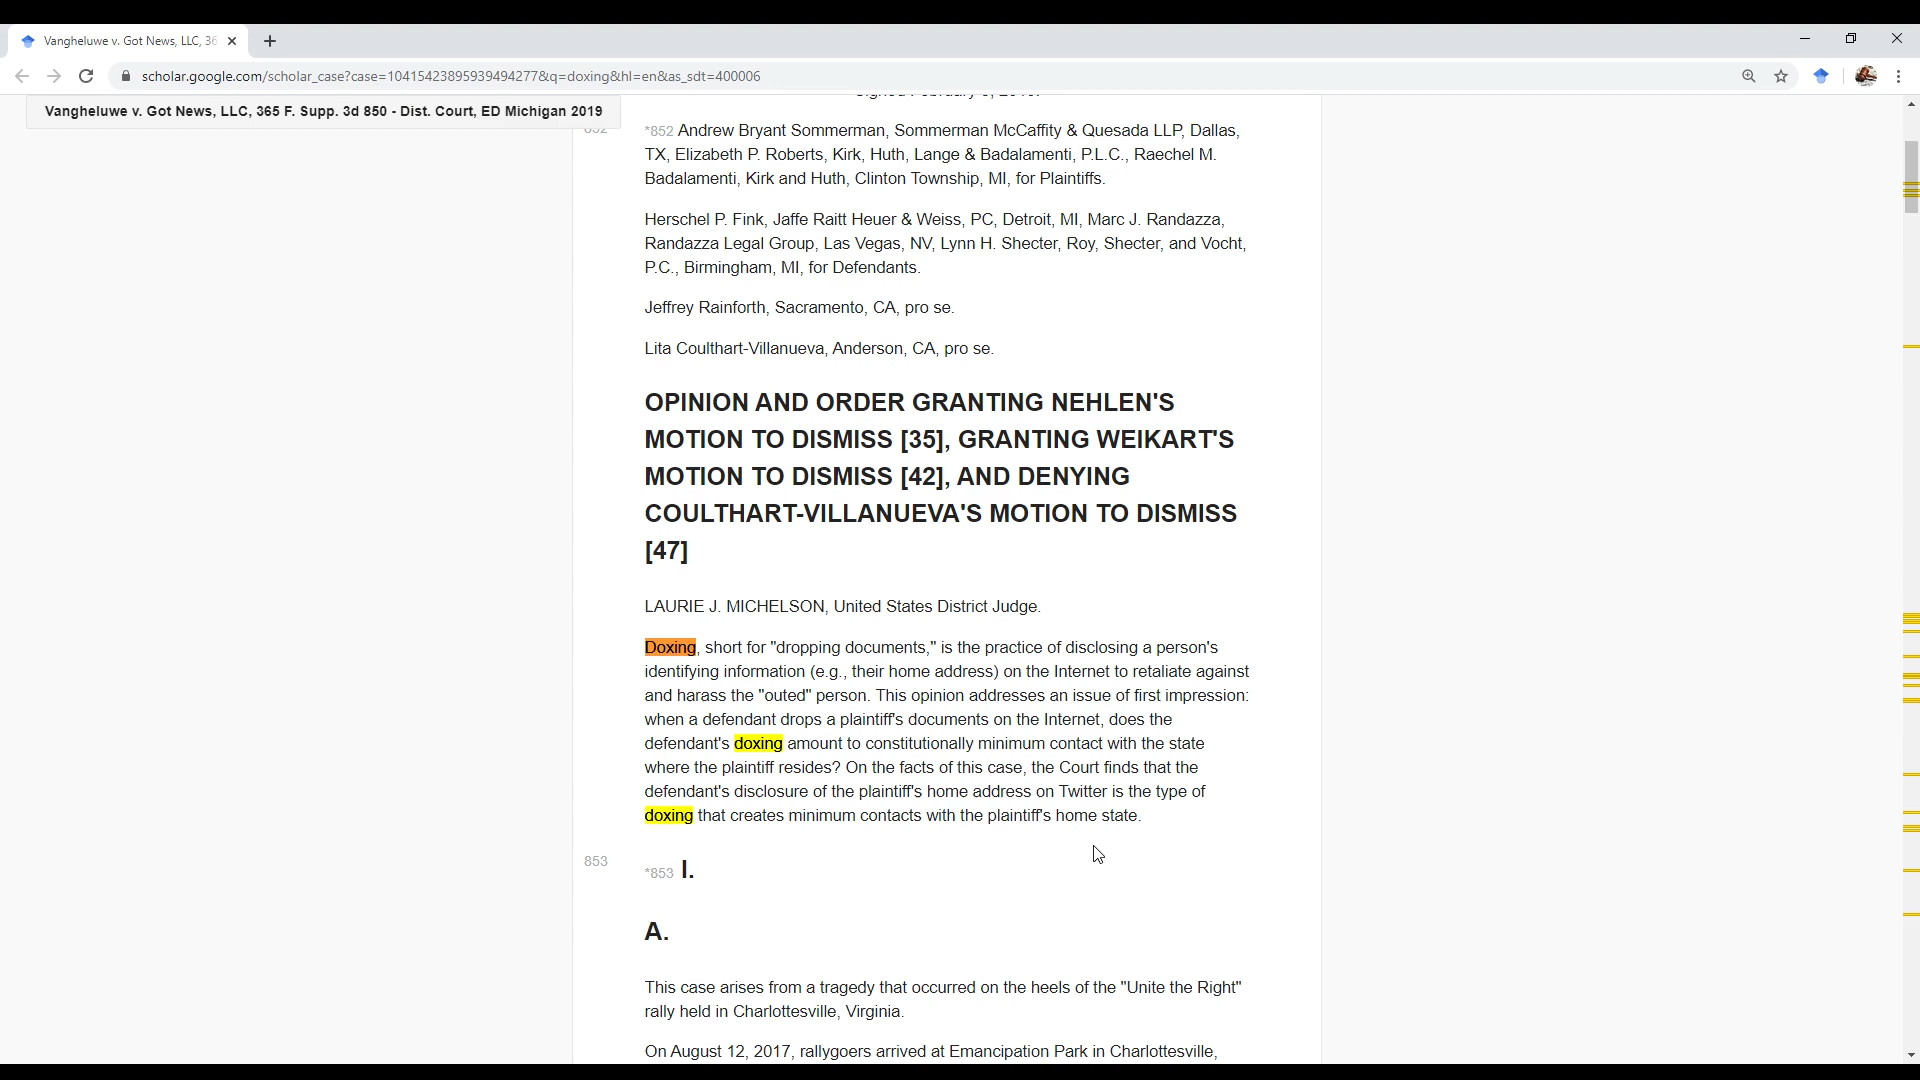 Vangheluwe v. Got News, LLC, 36
scholar.google.com/scholar_case?case=10415423895939494277&q=doxing&hl=en&as_sdt=400006
Vangheluwe v. Got News, LLC, 365 F. Supp. 3d 850 - Dist. Court, ED Michigan 2019
852
*852 Andrew Bryant Sommerman, Sommerman McCaffity & Quesada LLP, Dallas,
TX, Elizabeth P. Roberts, Kirk, Huth, Lange & Badalamenti, P.L.C., Raechel M.
Badalamenti, Kirk and Huth, Clinton Township, MI, for Plaintiffs.
Herschel P. Fink, Jaffe Raitt Heuer & Weiss, PC, Detroit, MI, Marc J. Randazza,
Randazza Legal Group, Las Vegas, NV, Lynn H. Shecter, Roy, Shecter, and Vocht,
P.C., Birmingham, MI, for Defendants.
Jeffrey Rainforth, Sacramento, CA, pro se.
Lita Coulthart-Villanueva, Anderson, CA, pro se.
OPINION AND ORDER GRANTING NEHLEN'S
MOTION TO DISMISS [35], GRANTING WEIKART'S
MOTION TO DISMISS [42], AND DENYING
COULTHART-VILLANUEVA'S MOTION TO DISMISS
[47]
LAURIE J. MICHELSON, United States District Judge.
Doxing, short for "dropping documents," is the practice of disclosing a person's
identifying information (e.g., their home address) on the Internet to retaliate against
and harass the "outed" person. This opinion addresses an issue of first impression:
when a defendant drops a plaintiff's documents on the Internet, does the
defendant's doxing amount to constitutionally minimum contact with the state
where the plaintiff resides? On the facts of this case, the Court finds that the
defendant's disclosure of the plaintiff's home address on Twitter is the type of
doxing that creates minimum contacts with the plaintiff's home state.
853
*853 I.
A.
This case arises from a tragedy that occurred on the heels of the "Unite the Right"
rally held in Charlottesville, Virginia.
On August 12, 2017, rallygoers arrived at Emancipation Park in Charlottesville,